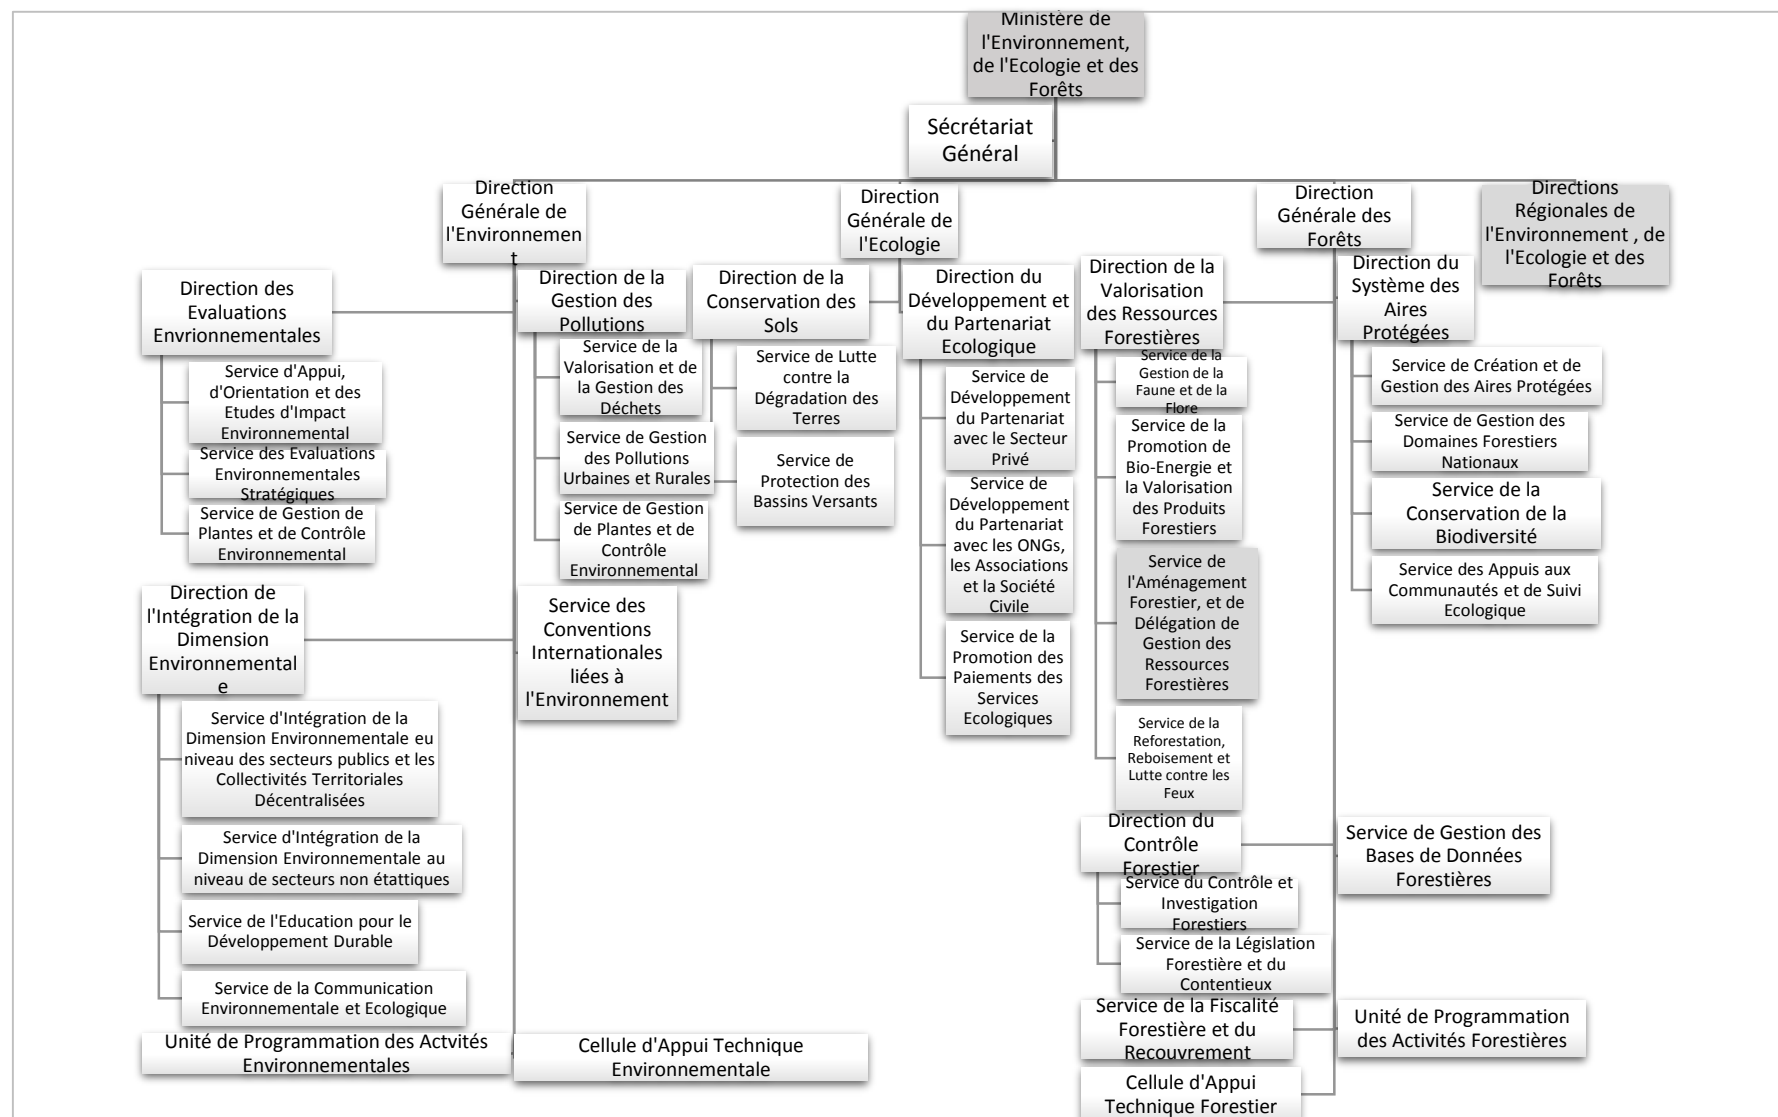 Ministère de
l'Environnement,
de l'Ecologie et des
Forêts
Sécrétariat
Général
Direction
Générale de
l'Environnemen
t
Direction
Générale de
l'Ecologie
Direction
Générale des
Forêts
Directions
Régionales de
l'Environnement , de
l'Ecologie et des
Forêts
Direction des
Evaluations
Envrionnementales
Service d'Appui,
d'Orientation et des
Etudes d'Impact
Environnemental
Service des Evaluations
Environnementales
Stratégiques
Service de Gestion de
Plantes et de Contrôle
Environnemental
Direction de la
Gestion des
Pollutions
Service de la
Valorisation et de
la Gestion des
Déchets
Service de Gestion
des Pollutions
Urbaines et Rurales
Service de Gestion
de Plantes et de
Contrôle
Environnemental
Direction de
l'Intégration de la
Dimension
Environnemental
e
Service d'Intégration de la
Dimension Environnementale eu
niveau des secteurs publics et les
Collectivités Territoriales
Décentralisées
Service d'Intégration de la
Dimension Environnementale au
niveau de secteurs non étattiques
Service de l'Education pour le
Développement Durable
Service de la Communication
Environnementale et Ecologique
Service des
Conventions
Internationales
liées à
l'Environnement
Unité de Programmation des Actvités
Environnementales
Cellule d'Appui Technique
Environnementale
Direction de la
Conservation des
Sols
Service de Lutte
contre la
Dégradation des
Terres
Service de
Protection des
Bassins Versants
Direction du
Développement et
du Partenariat
Ecologique
Service de
Développement
du Partenariat
avec le Secteur
Privé
Service de
Développement
du Partenariat
avec les ONGs,
les Associations
et la Société
Civile
Service de la
Promotion des
Paiements des
Services
Ecologiques
Direction de la
Valorisation
des Ressources
Forestières
Service de la
Gestion de la
Faune et de la
Flore
Service de la
Promotion de
Bio-Energie et
la Valorisation
des Produits
Forestiers
Service de
l'Aménagement
Forestier, et de
Délégation de
Gestion des
Ressources
Forestières
Service de la
Reforestation,
Reboisement et
Lutte contre les
Feux
Direction du
Système des
Aires
Protégées
Service de Création et de
Gestion des Aires Protégées
Service de Gestion des
Domaines Forestiers
Nationaux
Service de la
Conservation de la
Biodiversité
Service des Appuis aux
Communautés et de Suivi
Ecologique
Direction du
Contrôle
Forestier
Service du Contrôle et
Investigation
Forestiers
Service de la Législation
Forestière et du
Contentieux
Service de Gestion des
Bases de Données
Forestières
Service de la Fiscalité
Forestière et du
Recouvrement
Unité de Programmation
des Activités Forestières
Cellule d'Appui
Technique Forestier